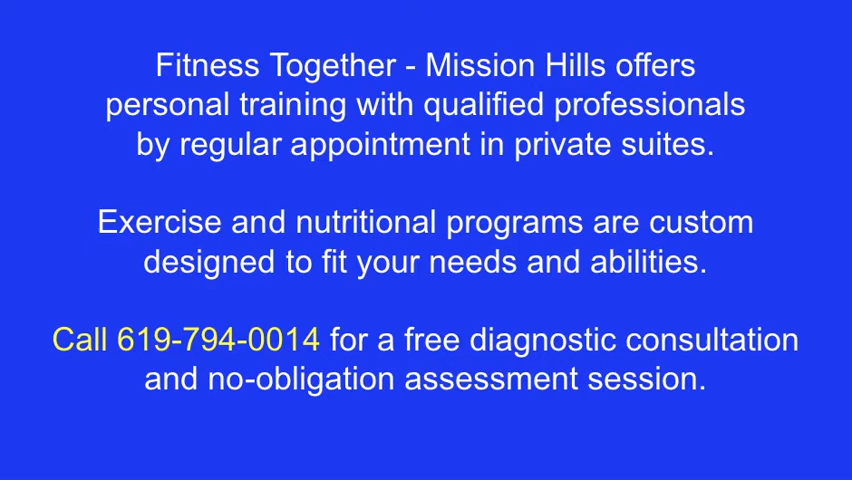 Fitness Together - Mission Hills offers
personal training with qualified professionals
by regular appointment in private suites.
Exercise and nutritional programs are custom
designed to fit your needs and abilities.
Call 619-794-0014 for a free diagnostic consultation
and no-obligation assessment session.